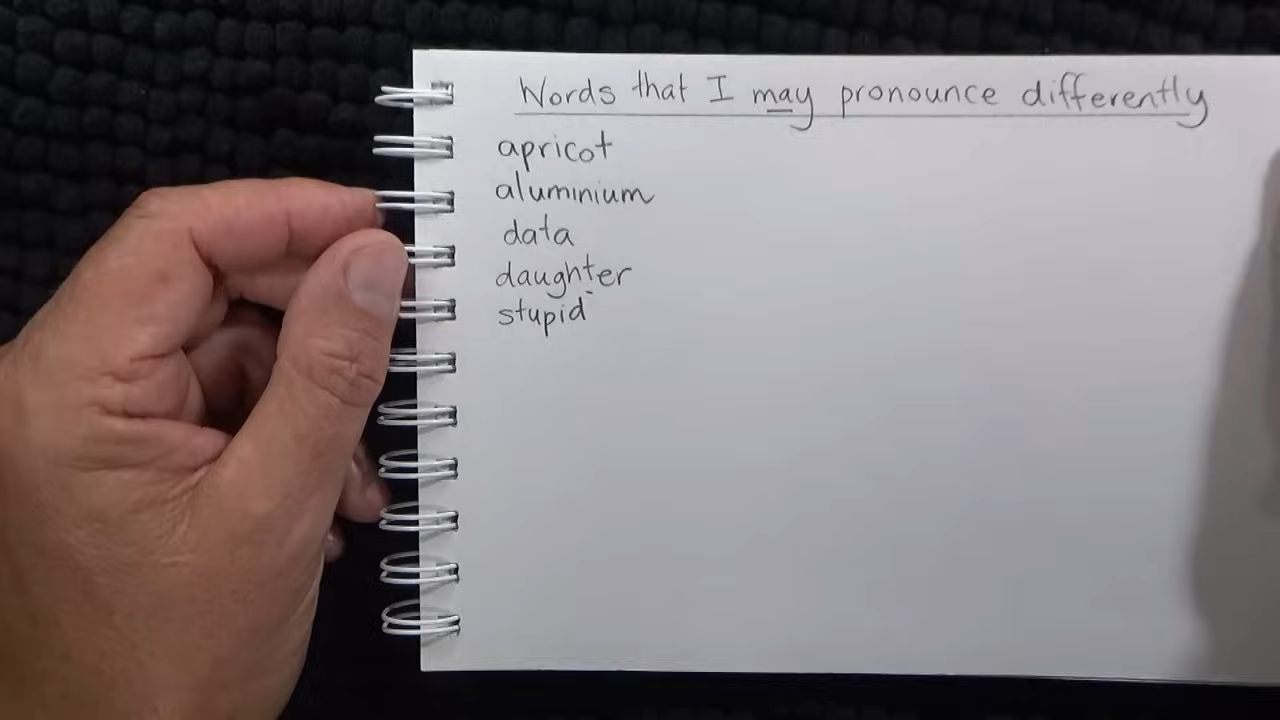 Words that I may pronounce differently
apricot
aluminium
data
daughter
stupid